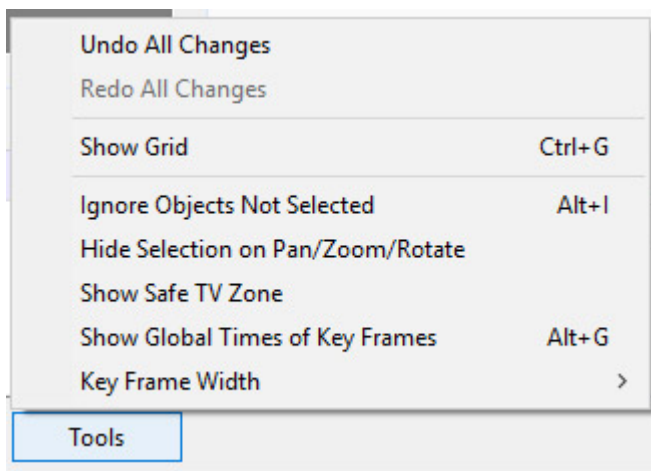 Undo All Changes
Redo All Changes
Show Grid Ctrl+G
Ignore Objects Not Selected Alt+I
Hide Selection on Pan/Zoom/Rotate
Show Safe TV Zone
Show Global Times of Key Frames Alt+G
Key Frame Width >
Tools